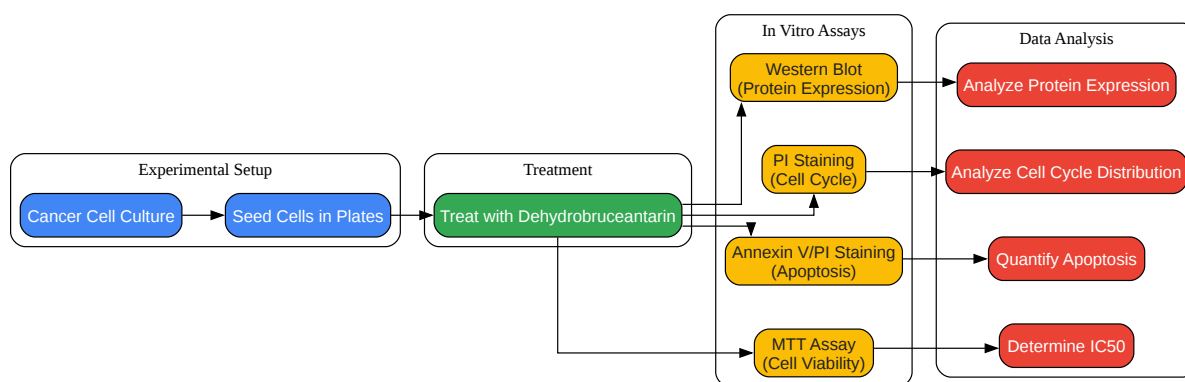 Experimental Setup
Cancer Cell Culture
Seed Cells in Plates
Treatment
Treat with Dehydrobruceantarin
In Vitro Assays
Western Blot
(Protein Expression)
PI Staining
(Cell Cycle)
Annexin V/PI Staining
(Apoptosis)
MTT Assay
(Cell Viability)
Data Analysis
Analyze Protein Expression
Analyze Cell Cycle Distribution
Quantify Apoptosis
Determine IC50